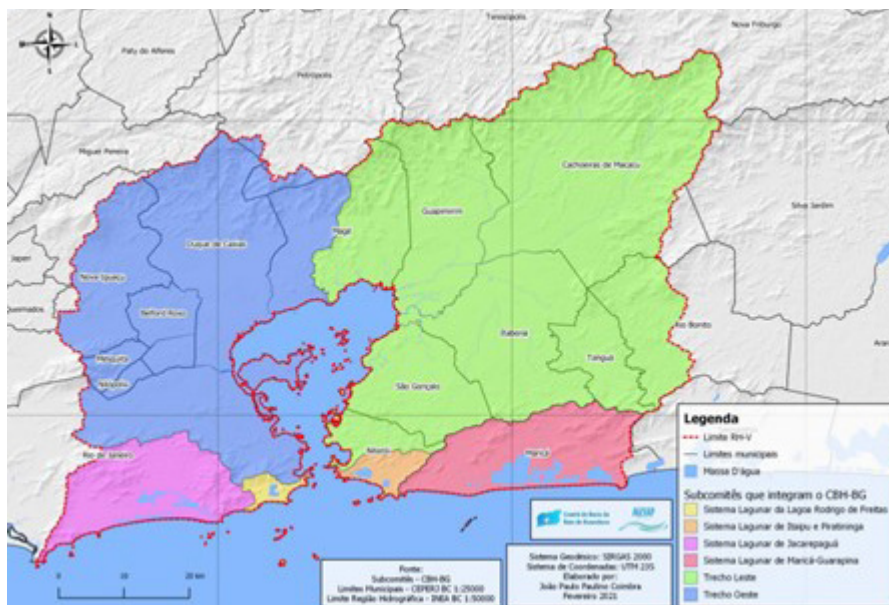 Teresópolis
Nova Friburgo
Paty do Alferes
Petrópolis
Miguel Pereira
Cachoeiras de Macacu
Guapimirim
Silva Jardim
Magé
Duque de Caxias
Japeri
Nova Iguaçu
Queimados
Belford Roxo
Itaboraí
Rio Bonito
Mesquita
Tanguá
Nilópolis
São Gonçalo
Niterói
Maricá
Rio de Janeiro
Legenda
Limite RH-V
Limites municipais
Massa D'água
Subcomitês que integram o CBH-BG
Sistema Lagunar da Lagoa Rodrigo de Freitas
Sistema Lagunar de Itaipu e Piratininga
Sistema Lagunar de Jacarepaguá
Sistema Lagunar de Maricá-Guarapina
Trecho Leste
Trecho Oeste
0 10 20 km
Fonte:
Subcomitês - CBH-BG
Limites Municipais - CEPERJ BC 1:25000
Limite Região Hidrográfica - INEA BC 1:50000
Sistema Geodésico: SIRGAS 2000
Sistema de Coordenadas: UTM 23S
Elaborado por:
João Paulo Paulino Coimbra
Fevereiro 2021